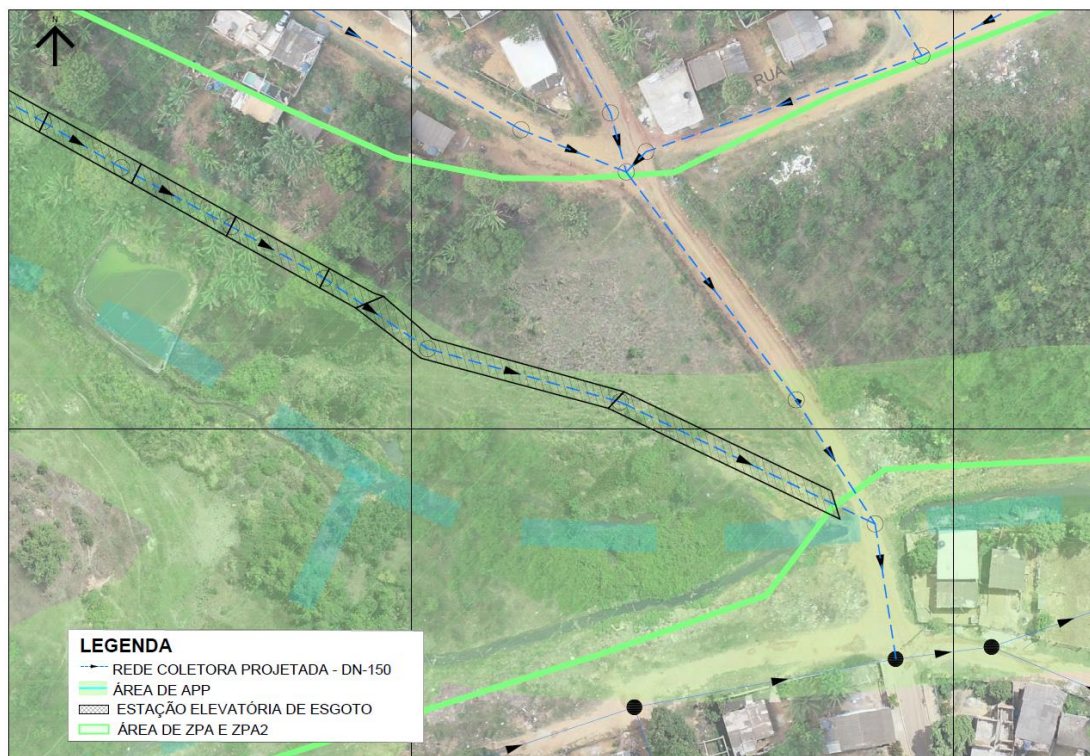 N
RUA
LEGENDA
REDE COLETORA PROJETADA - DN-150
ÁREA DE APP
ESTAÇÃO ELEVATÓRIA DE ESGOTO
ÁREA DE ZPA E ZPA2